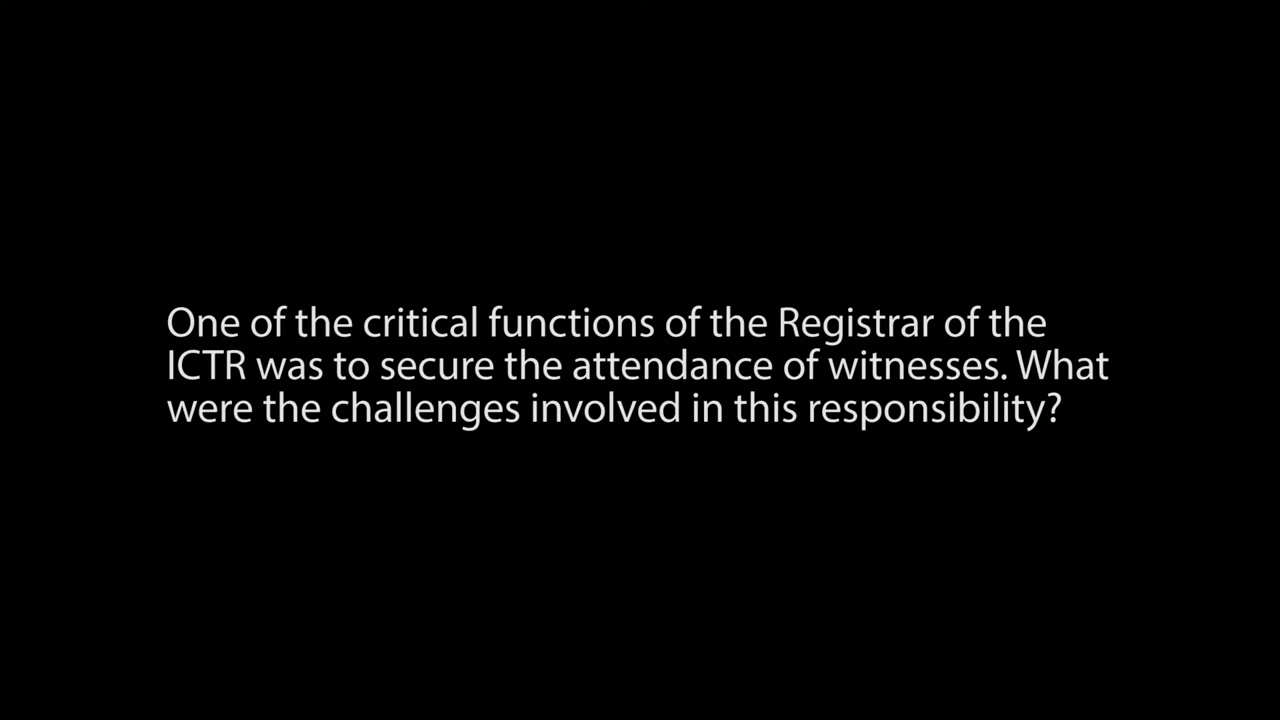 One of the critical functions of the Registrar of the
ICTR was to secure the attendance of witnesses. What
were the challenges involved in this responsibility?